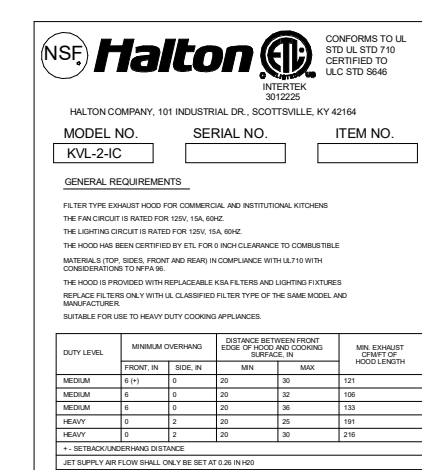 NSF Halton ETL LISTED C US
CONFORMS TO UL
STD UL STD 710
CERTIFIED TO
ULC STD S646
INTERTEK
3012225
HALTON COMPANY, 101 INDUSTRIAL DR., SCOTTSVILLE, KY 42164
MODEL NO. SERIAL NO. ITEM NO.
KVL-2-IC
GENERAL REQUIREMENTS
FILTER TYPE EXHAUST HOOD FOR COMMERCIAL AND INSTITUTIONAL KITCHENS
THE FAN CIRCUIT IS RATED FOR 125V, 15A, 60HZ.
THE LIGHTING CIRCUIT IS RATED FOR 125V, 15A, 60HZ.
THE HOOD HAS BEEN CERTIFIED BY ETL FOR 0 INCH CLEARANCE TO COMBUSTIBLE
MATERIALS (TOP, SIDES, FRONT AND REAR) IN COMPLIANCE WITH UL710 WITH
CONSIDERATIONS TO NFPA 96.
THE HOOD IS PROVIDED WITH REPLACEABLE KSA FILTERS AND LIGHTING FIXTURES
REPLACE FILTERS ONLY WITH UL CLASSIFIED FILTER TYPE OF THE SAME MODEL AND
MANUFACTURER.
SUITABLE FOR USE TO HEAVY DUTY COOKING APPLIANCES.
DUTY LEVEL
MINIMUM OVERHANG
FRONT, IN SIDE, IN
DISTANCE BETWEEN FRONT
EDGE OF HOOD AND COOKING
SURFACE, IN
MIN MAX
MIN. EXHAUST
CFM/FT OF
HOOD LENGTH
MEDIUM 6 (+) 0 20 30 121
MEDIUM 6 0 20 32 106
MEDIUM 6 0 20 36 133
HEAVY 0 2 20 25 191
HEAVY 0 2 20 30 216
+ - SETBACK/UNDERHANG DISTANCE
JET SUPPLY AIR FLOW SHALL ONLY BE SET AT 0.26 IN H20